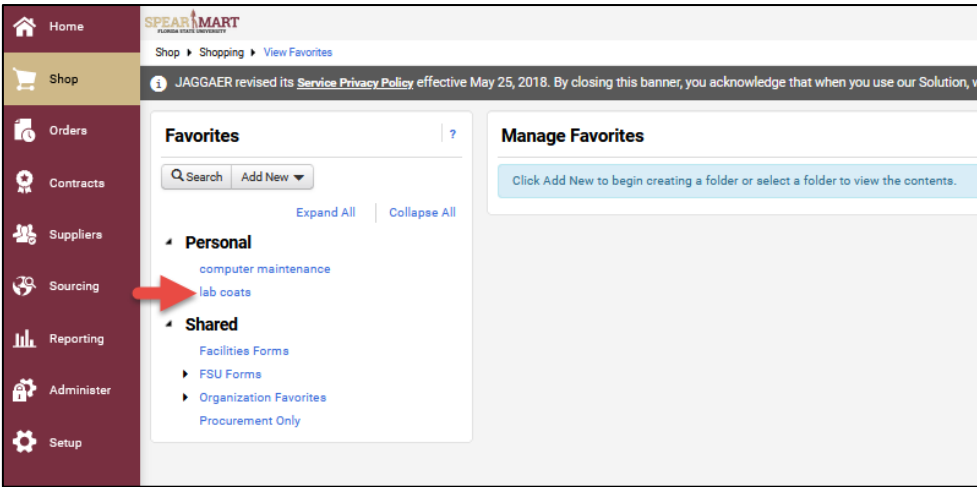 Home
Shop
Orders
Contracts
Suppliers
Sourcing
Reporting
Administer
Setup
SPEARMART
FLORIDA STATE UNIVERSITY
Shop Shopping View Favorites
JAGGAER revised its Service Privacy Policy effective May 25, 2018. By closing this banner, you acknowledge that when you use our Solution,
Favorites ?
Search Add New
Expand All Collapse All
Personal
computer maintenance
lab coats
Shared
Facilities Forms
FSU Forms
Organization Favorites
Procurement Only
Manage Favorites
Click Add New to begin creating a folder or select a folder to view the contents.